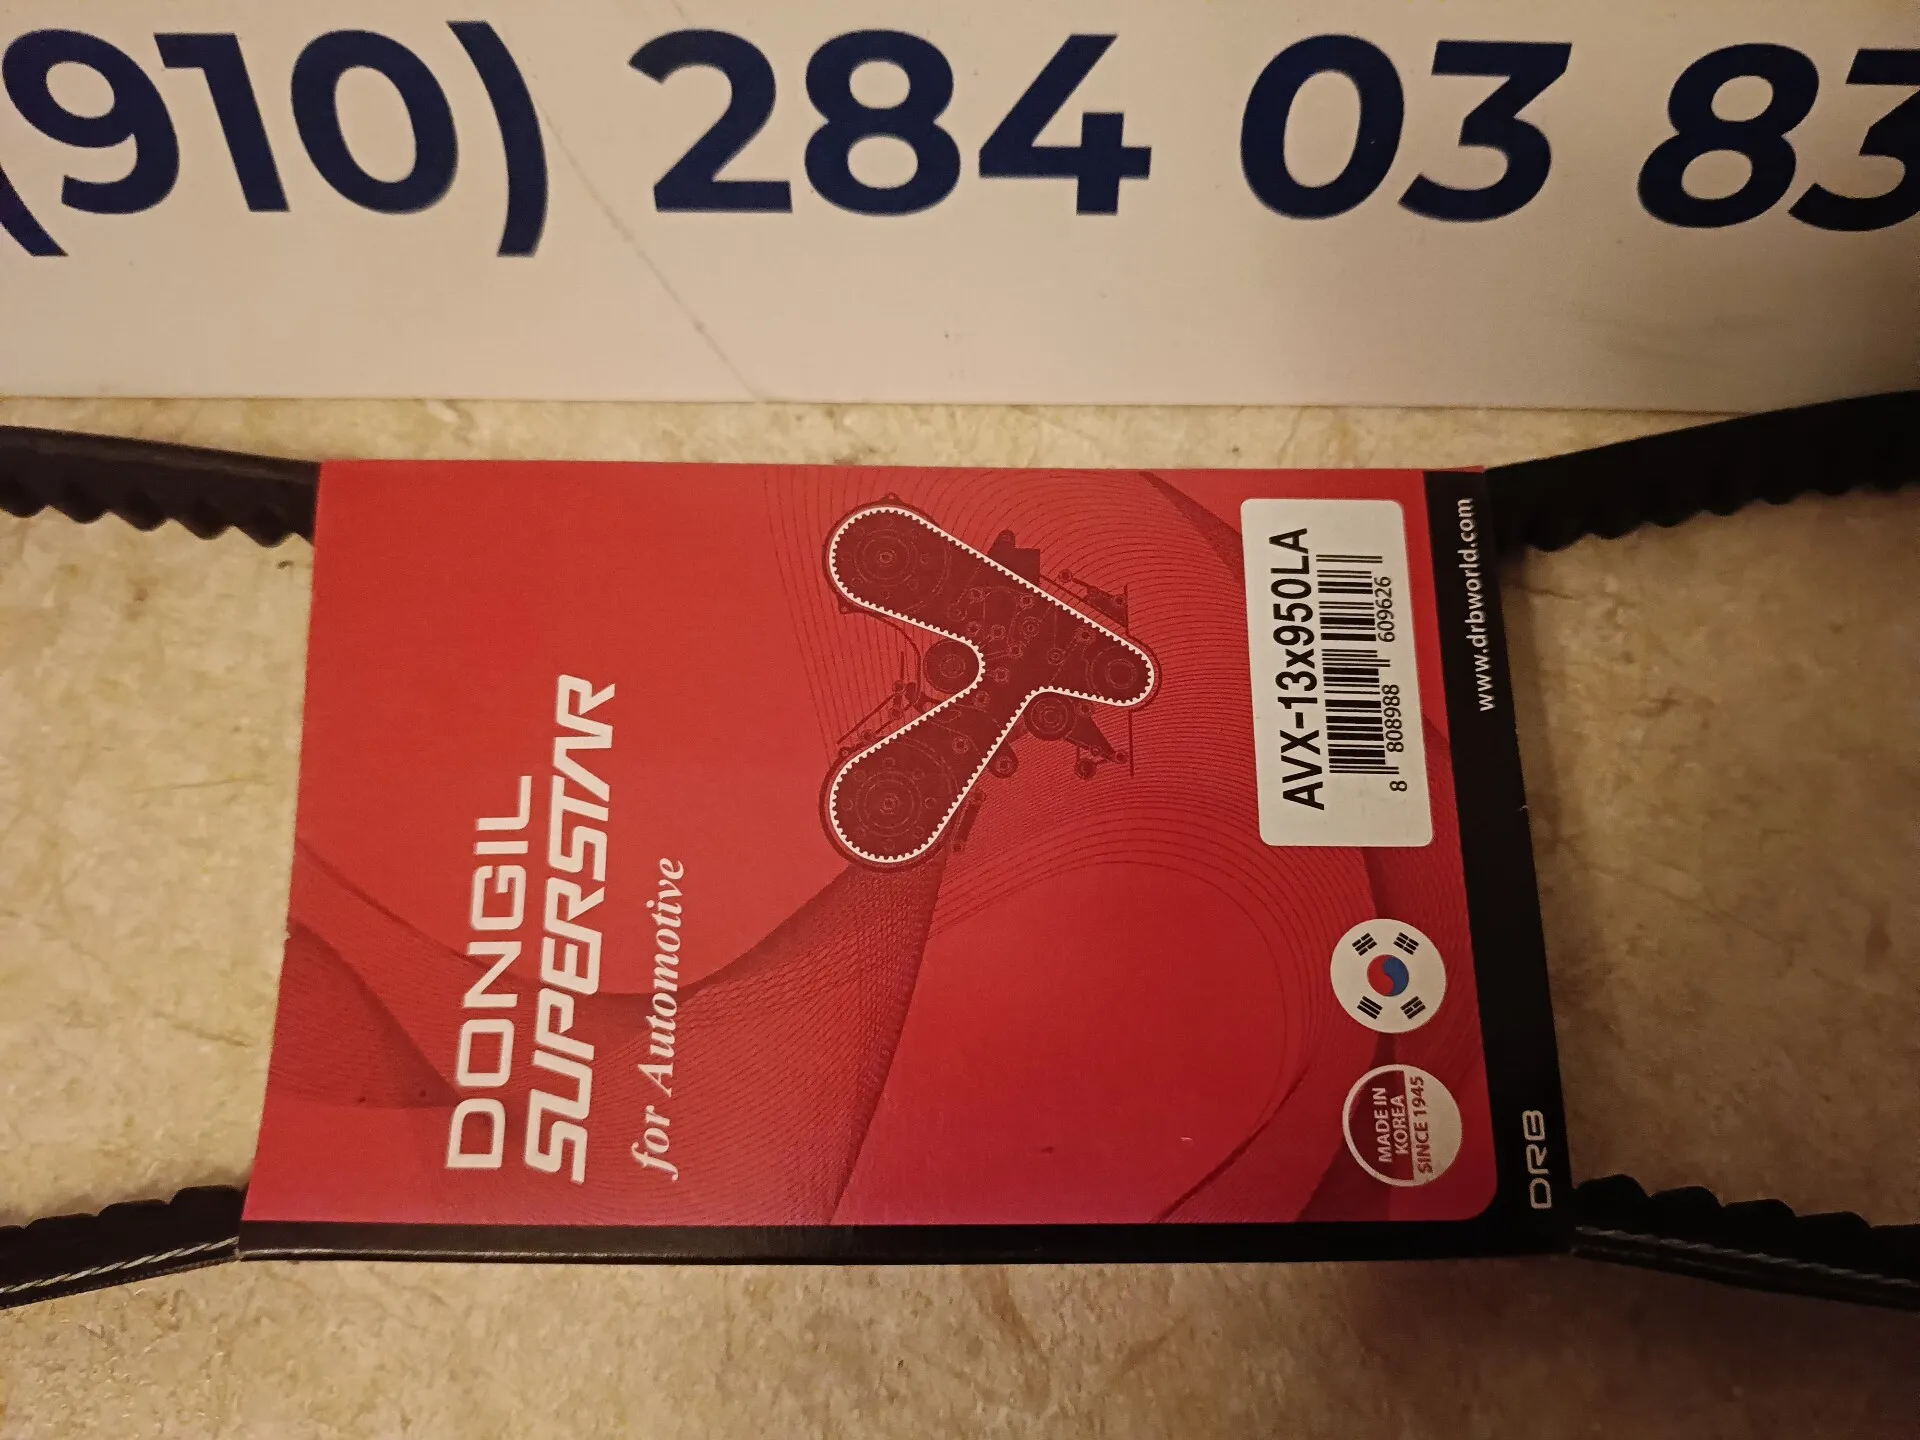 (910) 284 03 83
DONGIL
SUPERSTAR
for Automotive
AVX-13x950LA
8 808988 609626
MADE IN
KOREA
SINCE 1945
DRB
www.drbworld.com